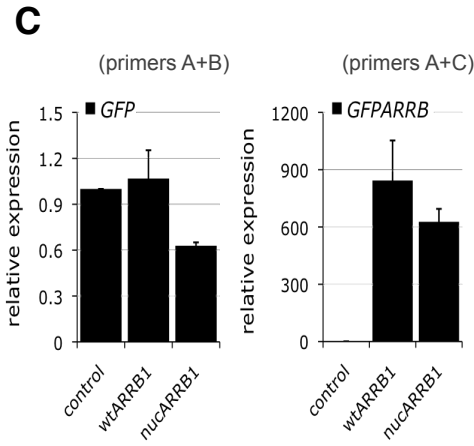 C
(primers A+B)
(primers A+C)
GFP
relative expression
1.5
1.2
0.9
0.6
0.3
0
control
wtARRB1
nucARRB1
GFPARRB
relative expression
1200
900
600
300
0
control
wtARRB1
nucARRB1